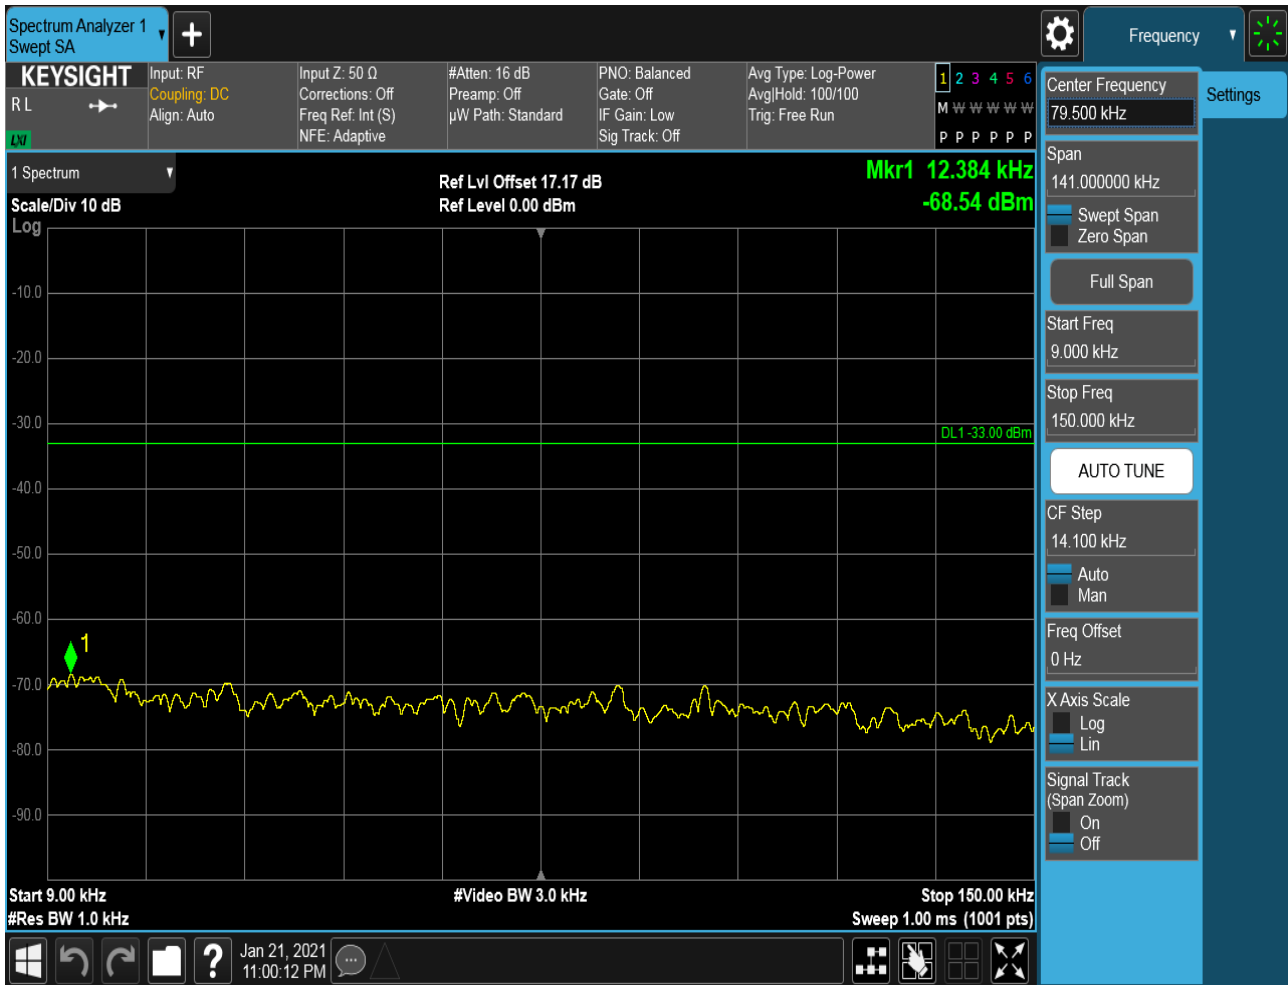 Spectrum Analyzer 1
Swept SA
Frequency
KEYSIGHT
R L
LXI
Input: RF
Coupling: DC
Align: Auto
Input Z: 50 Ω
Corrections: Off
Freq Ref: Int (S)
NFE: Adaptive
#Atten: 16 dB
Preamp: Off
µW Path: Standard
PNO: Balanced
Gate: Off
IF Gain: Low
Sig Track: Off
Avg Type: Log-Power
Avg|Hold: 100/100
Trig: Free Run
1 2 3 4 5 6
M W W W W W
P P P P P P
1 Spectrum
Scale/Div 10 dB
Log
Ref Lvl Offset 17.17 dB
Ref Level 0.00 dBm
Mkr1 12.384 kHz
-68.54 dBm
-10.0
-20.0
-30.0
DL1 -33.00 dBm
-40.0
-50.0
-60.0
1
-70.0
-80.0
-90.0
Start 9.00 kHz
#Video BW 3.0 kHz
Stop 150.00 kHz
#Res BW 1.0 kHz
Sweep 1.00 ms (1001 pts)
Jan 21, 2021
11:00:12 PM
Settings
Center Frequency
79.500 kHz
Span
141.000000 kHz
Swept Span
Zero Span
Full Span
Start Freq
9.000 kHz
Stop Freq
150.000 kHz
AUTO TUNE
CF Step
14.100 kHz
Auto
Man
Freq Offset
0 Hz
X Axis Scale
Log
Lin
Signal Track
(Span Zoom)
On
Off